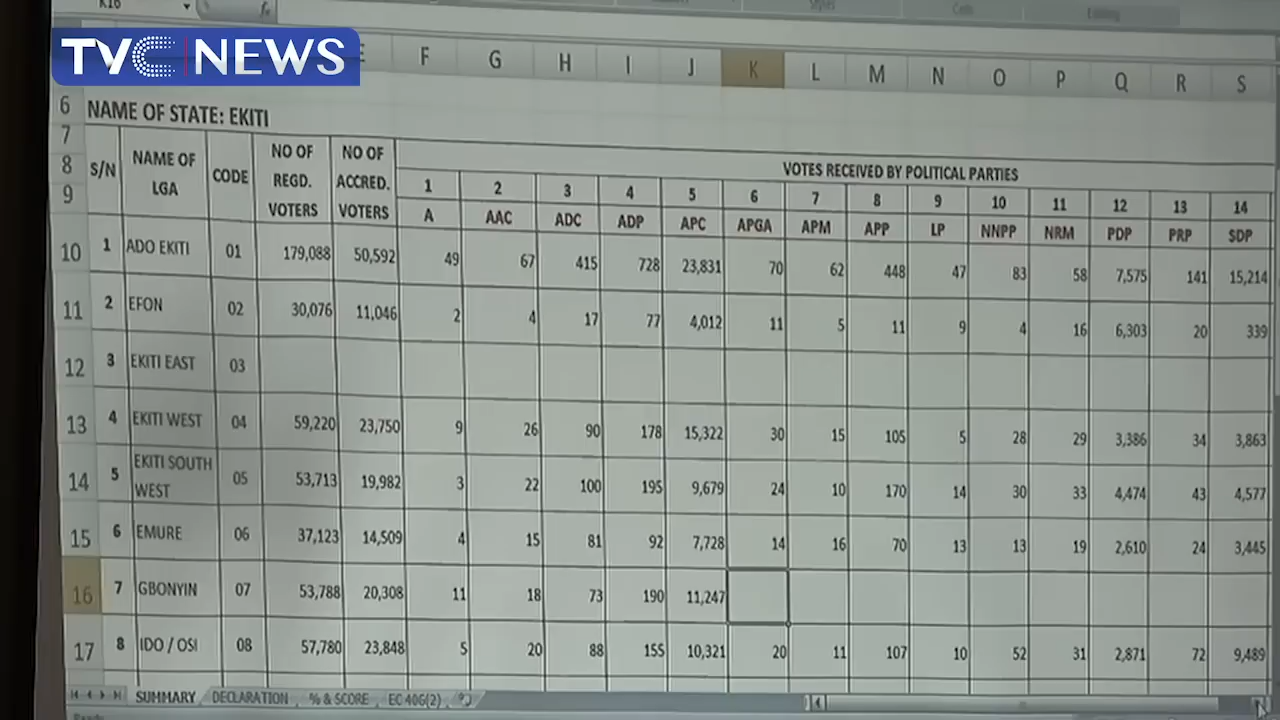 K16 fx
TVC NEWS
E F G H I J K L M N O P Q R S
6 NAME OF STATE: EKITI
7
8 S/N NAME OF LGA CODE NO OF REGD. VOTERS NO OF ACCRED. VOTERS VOTES RECEIVED BY POLITICAL PARTIES
1 2 3 4 5 6 7 8 9 10 11 12 13 14
9 A AAC ADC ADP APC APGA APM APP LP NNPP NRM PDP PRP SDP
10 1 ADO EKITI 01 179,088 50,592 49 67 415 728 23,831 70 62 448 47 83 58 7,575 141 15,214
11 2 EFON 02 30,076 11,046 2 4 17 77 4,012 11 5 11 9 4 16 6,303 20 339
12 3 EKITI EAST 03
13 4 EKITI WEST 04 59,220 23,750 9 26 90 178 15,322 30 15 105 5 28 29 3,386 34 3,863
14 5 EKITI SOUTH WEST 05 53,713 19,982 3 22 100 195 9,679 24 10 170 14 30 33 4,474 43 4,577
15 6 EMURE 06 37,123 14,509 4 15 81 92 7,728 14 16 70 13 13 19 2,610 24 3,445
16 7 GBONYIN 07 53,788 20,308 11 18 73 190 11,247
17 8 IDO / OSI 08 57,780 23,848 5 20 88 155 10,321 20 11 107 10 52 31 2,871 72 9,489
SUMMARY DECLARATION % & SCORE EC 40G(2)
Ready